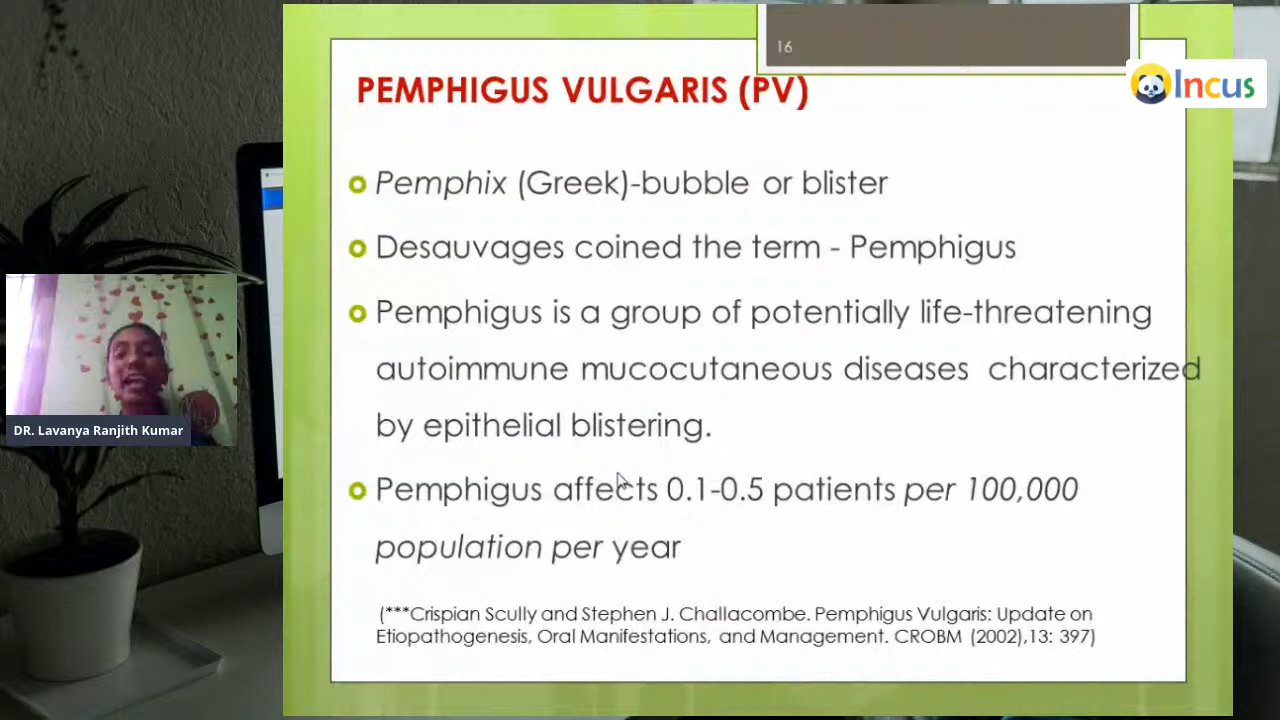 16
Incus
PEMPHIGUS VULGARIS (PV)
Pemphix (Greek)-bubble or blister
Desauvages coined the term - Pemphigus
Pemphigus is a group of potentially life-threatening
autoimmune mucocutaneous diseases characterized
by epithelial blistering.
DR. Lavanya Ranjith Kumar
Pemphigus affects 0.1-0.5 patients per 100,000
population per year
(***Crispian Scully and Stephen J. Challacombe. Pemphigus Vulgaris: Update on
Etiopathogenesis, Oral Manifestations, and Management. CROBM (2002),13: 397)